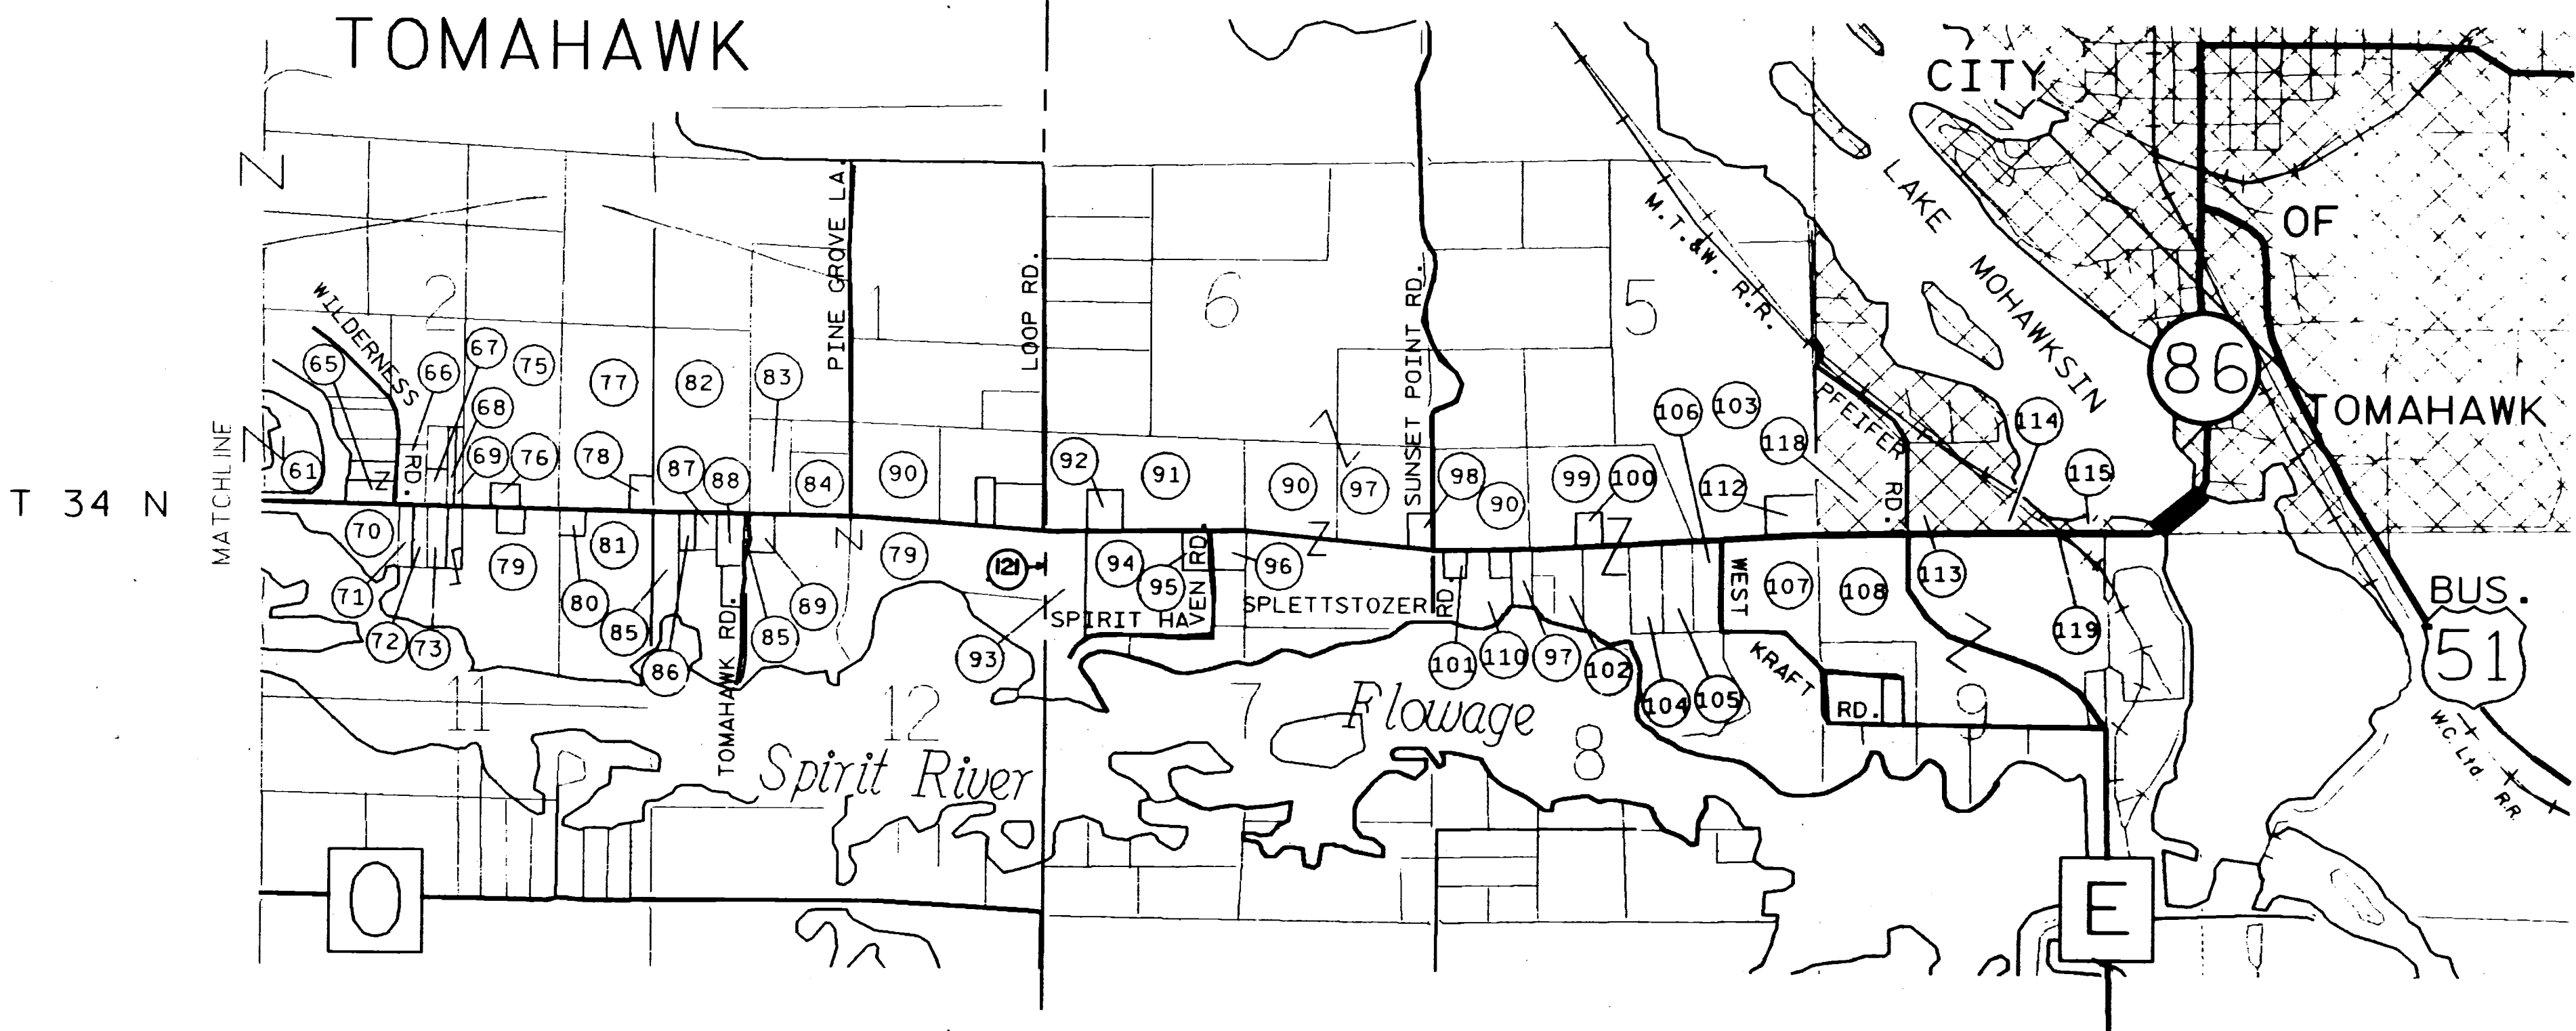 TOMAHAWK
CITY
OF
TOMAHAWK
LAKE MOHAWKSIN
M.T.&W. R.R.
86
T 34 N
MATCHLINE
WILDERNESS RD.
PINE GROVE LA.
LOOP RD.
SUNSET POINT RD.
PFEIFER RD.
2
1
6
5
65
66
67
75
77
82
83
68
106
103
114
118
61
69
76
78
87
88
84
90
92
91
90
97
98
90
99
100
112
115
70
79
81
79
121
94
95
96
107
108
113
71
80
85
89
72
73
86
85
93
101
110
97
102
104
105
119
TOMAHAWK RD.
SPIRIT HAVEN RD.
SPLETTSTOZER RD.
WEST
KRAFT
RD.
BUS.
51
W.C. Ltd. R.R.
11
12
7
8
9
Spirit River
Flowage
O
E